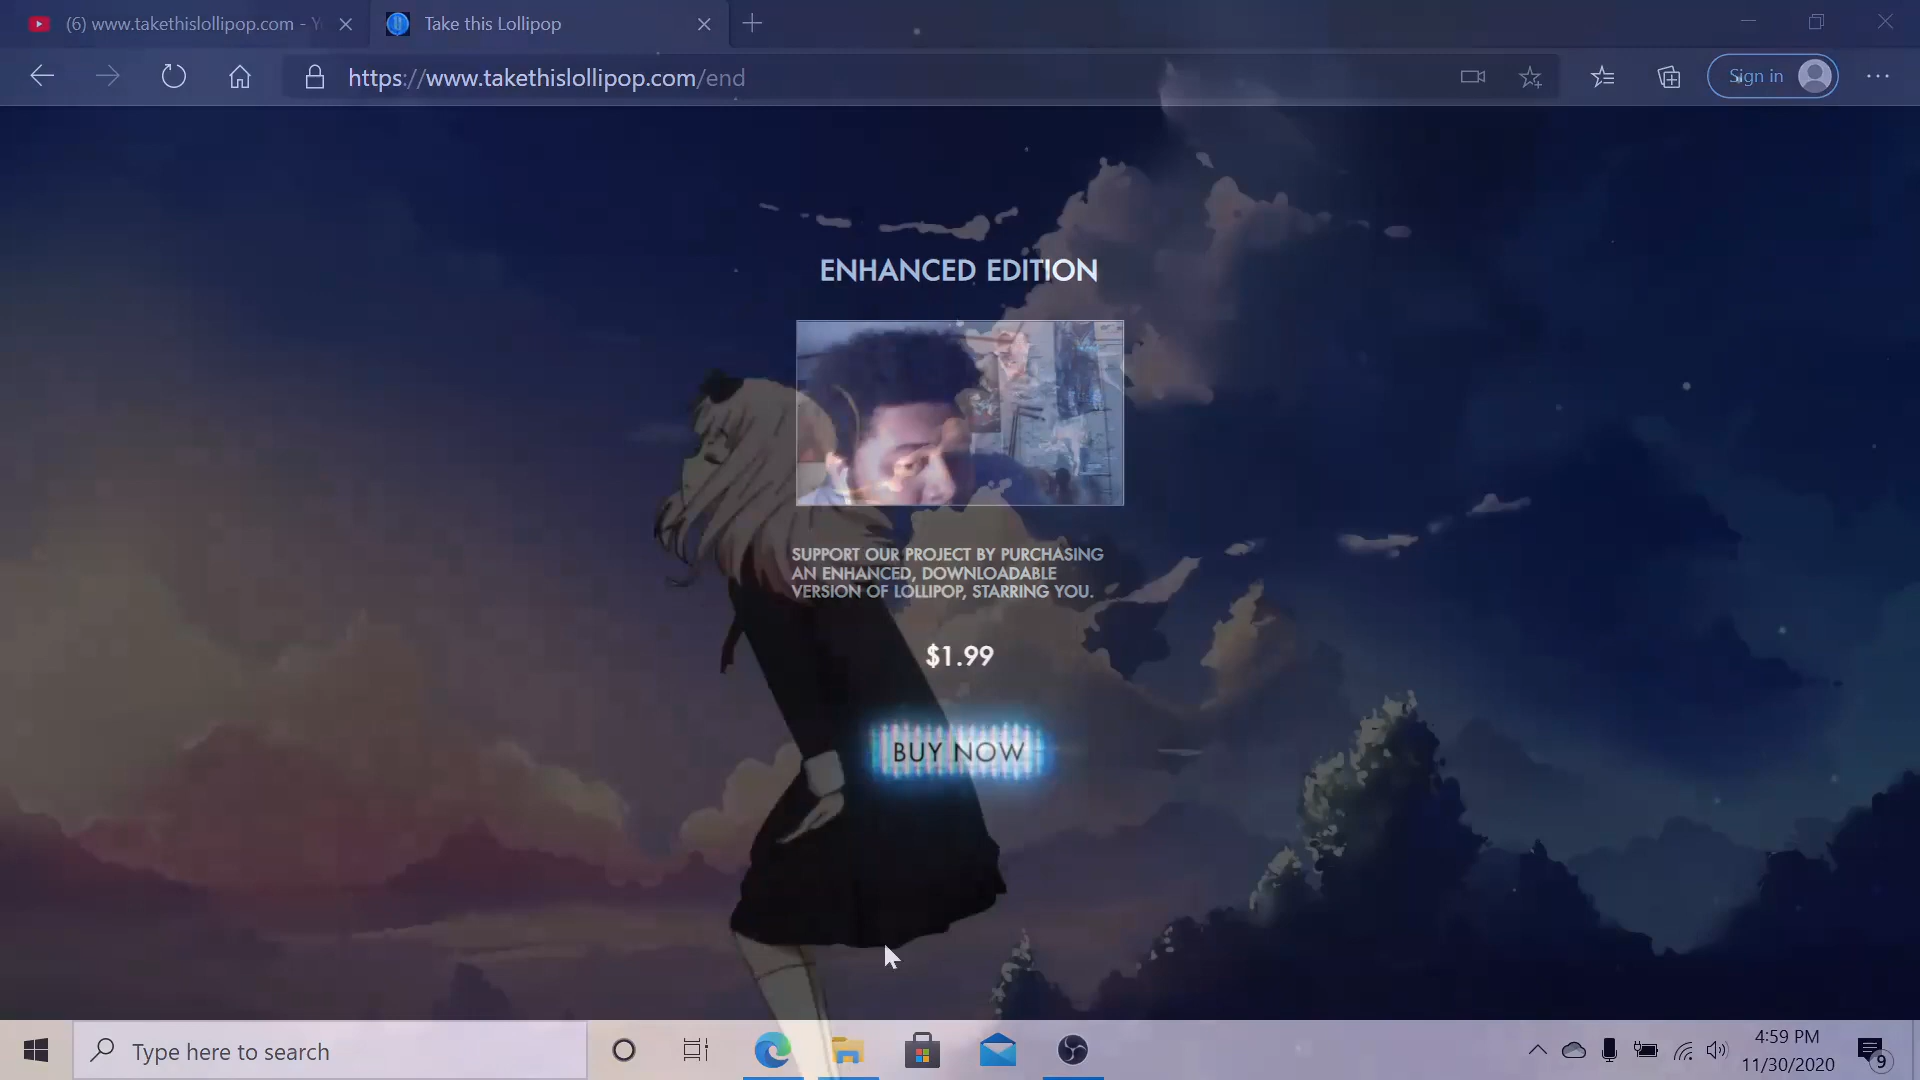 (6) www.takethislollipop.com - Y
Take this Lollipop
https://www.takethislollipop.com/end
Sign in
ENHANCED EDITION
SUPPORT OUR PROJECT BY PURCHASING
AN ENHANCED, DOWNLOADABLE
VERSION OF LOLLIPOP, STARRING YOU.
$1.99
BUY NOW
Type here to search
4:59 PM
11/30/2020
9